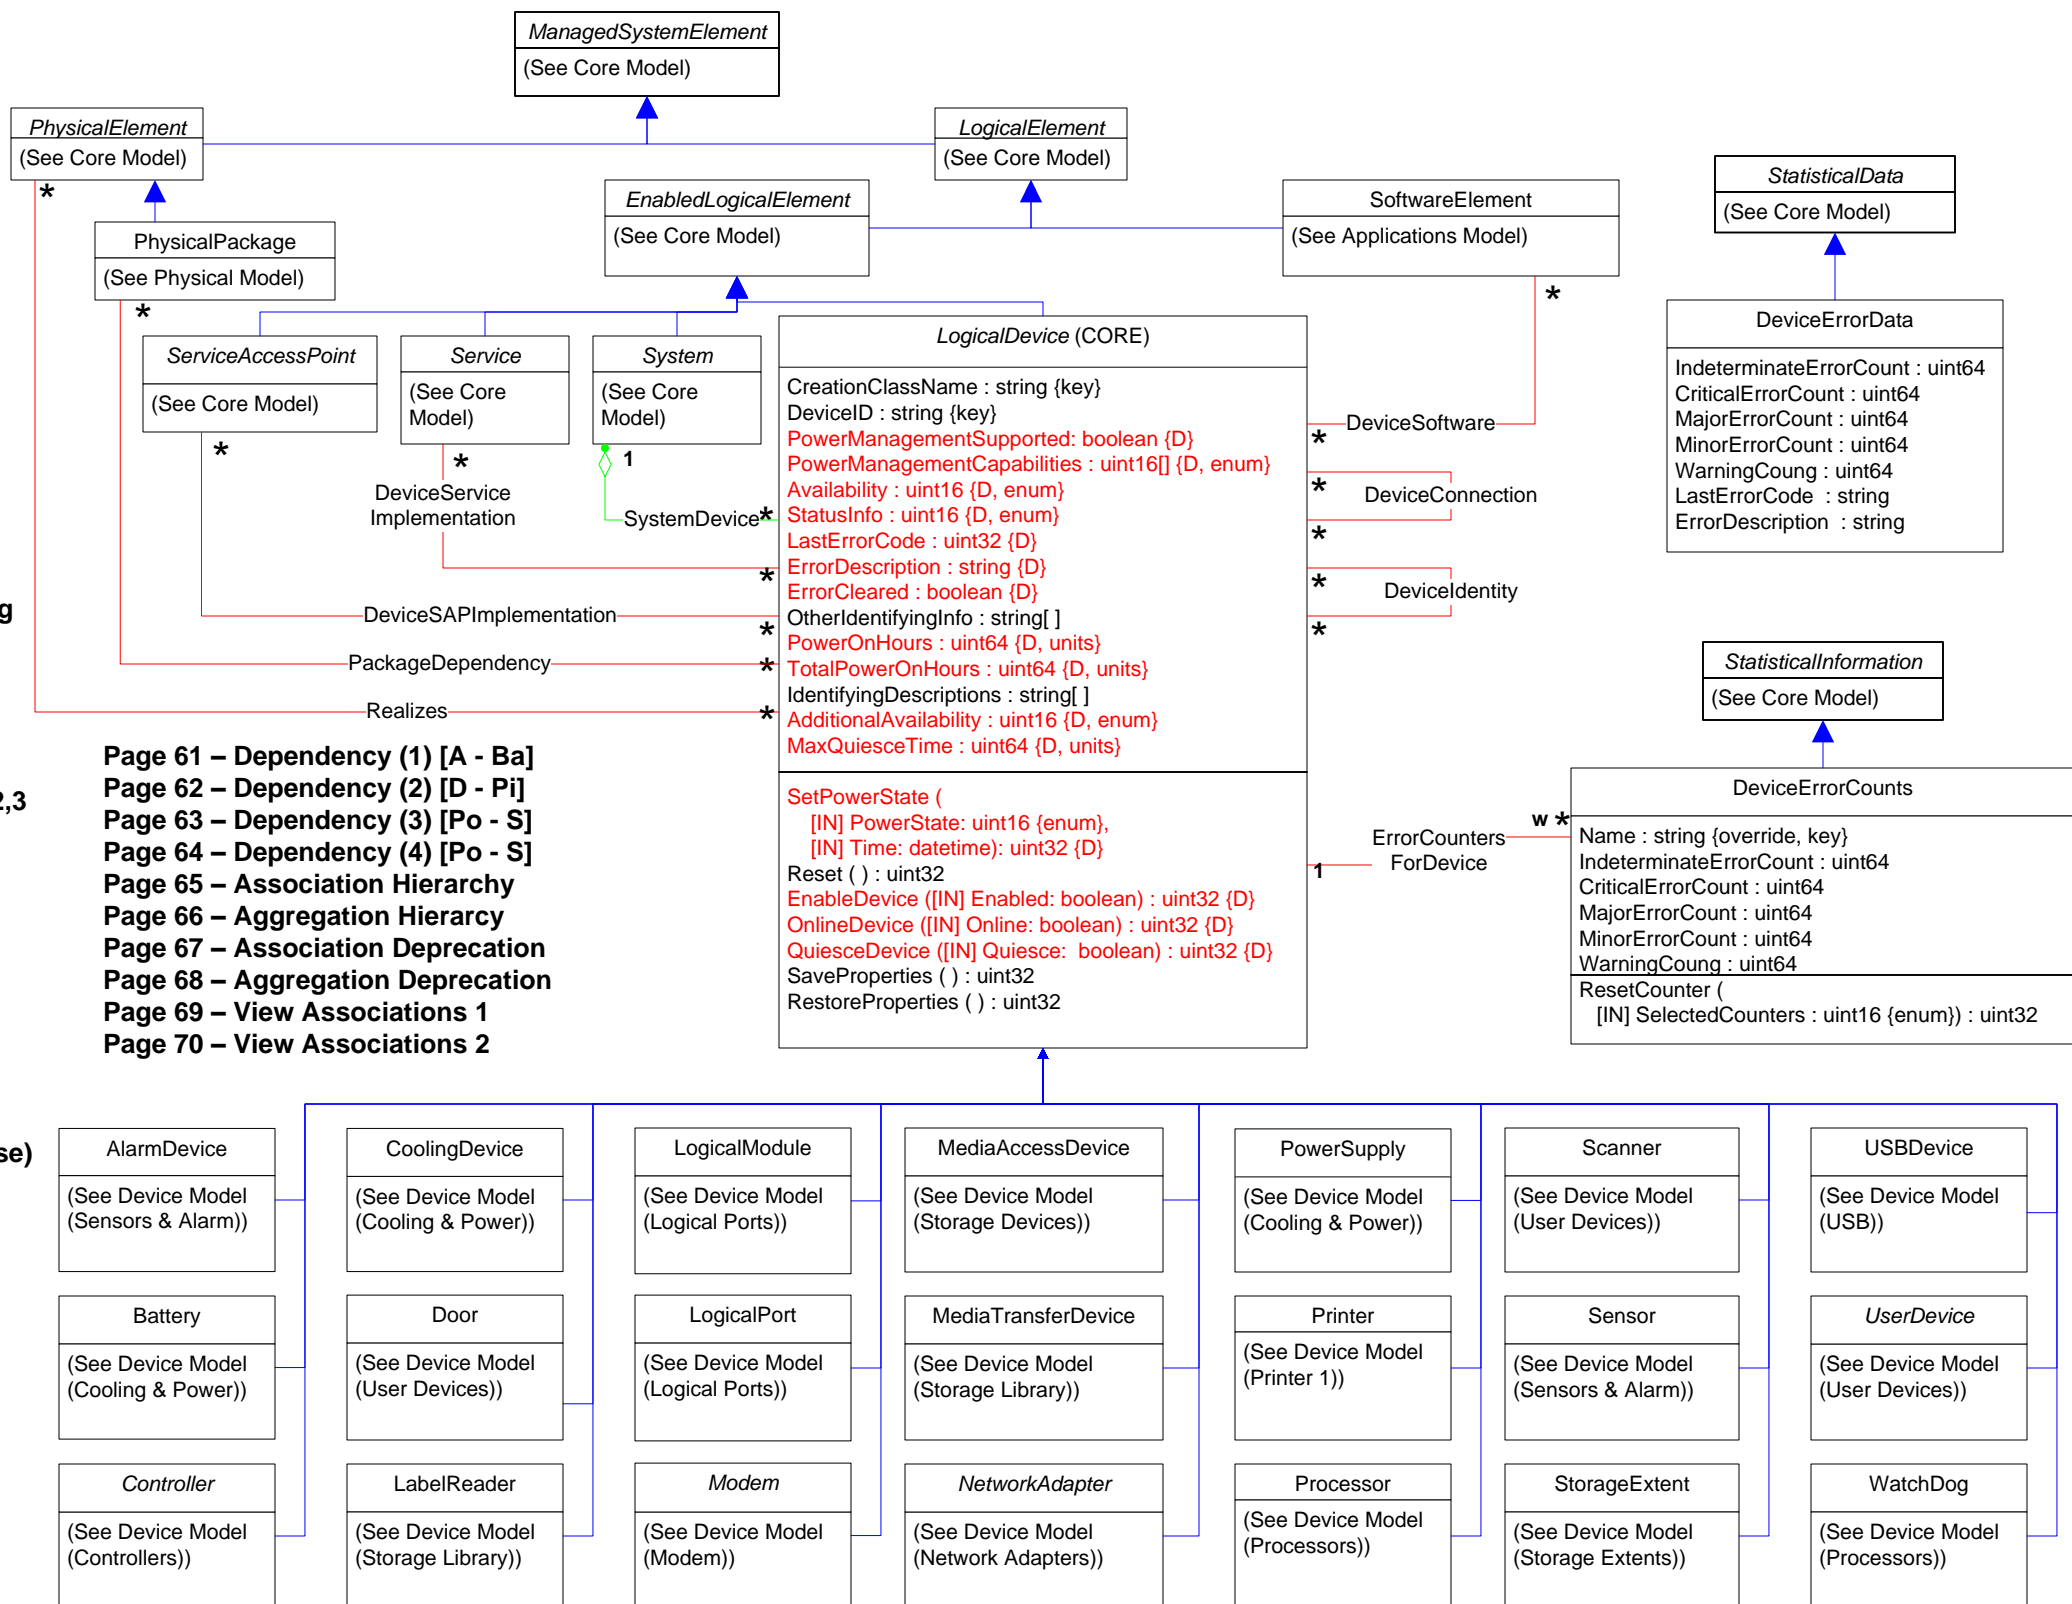 ManagedSystemElement
(See Core Model)
PhysicalElement
(See Core Model)
LogicalElement
(See Core Model)
StatisticalData
(See Core Model)
EnabledLogicalElement
(See Core Model)
SoftwareElement
(See Applications Model)
PhysicalPackage
(See Physical Model)
*
*
*
DeviceErrorData
IndeterminateErrorCount : uint64
CriticalErrorCount : uint64
MajorErrorCount : uint64
MinorErrorCount : uint64
WarningCoung : uint64
LastErrorCode : string
ErrorDescription : string
ServiceAccessPoint
(See Core Model)
*
Service
(See Core
Model)
*
System
(See Core
Model)
1
LogicalDevice (CORE)
CreationClassName : string {key}
DeviceID : string {key}
PowerManagementSupported: boolean {D}
PowerManagementCapabilities : uint16[] {D, enum}
Availability : uint16 {D, enum}
StatusInfo : uint16 {D, enum}
LastErrorCode : uint32 {D}
ErrorDescription : string {D}
ErrorCleared : boolean {D}
OtherIdentifyingInfo : string[ ]
PowerOnHours : uint64 {D, units}
TotalPowerOnHours : uint64 {D, units}
IdentifyingDescriptions : string[ ]
AdditionalAvailability : uint16 {D, enum}
MaxQuiesceTime : uint64 {D, units}
SetPowerState (
[IN] PowerState: uint16 {enum},
[IN] Time: datetime): uint32 {D}
Reset ( ) : uint32
EnableDevice ([IN] Enabled: boolean) : uint32 {D}
OnlineDevice ([IN] Online: boolean) : uint32 {D}
QuiesceDevice ([IN] Quiesce: boolean) : uint32 {D}
SaveProperties ( ) : uint32
RestoreProperties ( ) : uint32
DeviceSoftware
*
*
DeviceConnection
*
*
DeviceIdentity
*
DeviceService
Implementation
*
SystemDevice
*
DeviceSAPImplementation
*
PackageDependency
*
Realizes
*
g
2,3
se)
Page 61 – Dependency (1) [A - Ba]
Page 62 – Dependency (2) [D - Pi]
Page 63 – Dependency (3) [Po - S]
Page 64 – Dependency (4) [Po - S]
Page 65 – Association Hierarchy
Page 66 – Aggregation Hierarcy
Page 67 – Association Deprecation
Page 68 – Aggregation Deprecation
Page 69 – View Associations 1
Page 70 – View Associations 2
StatisticalInformation
(See Core Model)
DeviceErrorCounts
Name : string {override, key}
IndeterminateErrorCount : uint64
CriticalErrorCount : uint64
MajorErrorCount : uint64
MinorErrorCount : uint64
WarningCoung : uint64
ResetCounter (
[IN] SelectedCounters : uint16 {enum}) : uint32
w *
ErrorCounters
ForDevice
1
AlarmDevice
(See Device Model
(Sensors & Alarm))
CoolingDevice
(See Device Model
(Cooling & Power))
LogicalModule
(See Device Model
(Logical Ports))
MediaAccessDevice
(See Device Model
(Storage Devices))
PowerSupply
(See Device Model
(Cooling & Power))
Scanner
(See Device Model
(User Devices))
USBDevice
(See Device Model
(USB))
Battery
(See Device Model
(Cooling & Power))
Door
(See Device Model
(User Devices))
LogicalPort
(See Device Model
(Logical Ports))
MediaTransferDevice
(See Device Model
(Storage Library))
Printer
(See Device Model
(Printer 1))
Sensor
(See Device Model
(Sensors & Alarm))
UserDevice
(See Device Model
(User Devices))
Controller
(See Device Model
(Controllers))
LabelReader
(See Device Model
(Storage Library))
Modem
(See Device Model
(Modem))
NetworkAdapter
(See Device Model
(Network Adapters))
Processor
(See Device Model
(Processors))
StorageExtent
(See Device Model
(Storage Extents))
WatchDog
(See Device Model
(Processors))